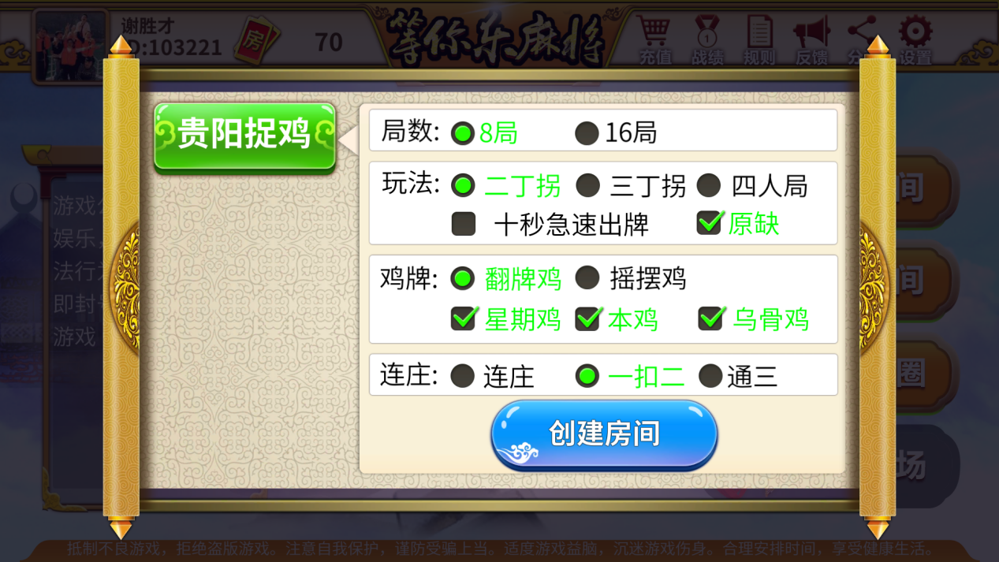 谢胜才
D:103221
房
70
等你来麻将
充值 战绩 规则 反馈 分 设置
贵阳捉鸡
局数: 8局 16局
玩法: 二丁拐 三丁拐 四人局
十秒急速出牌 原缺
鸡牌: 翻牌鸡 摇摆鸡
星期鸡 本鸡 乌骨鸡
连庄: 连庄 一扣二 通三
创建房间
游戏
娱乐
法行
即封
游戏
间
间
圈
场
抵制不良游戏，拒绝盗版游戏。注意自我保护，谨防受骗上当。适度游戏益脑，沉迷游戏伤身。合理安排时间，享受健康生活。